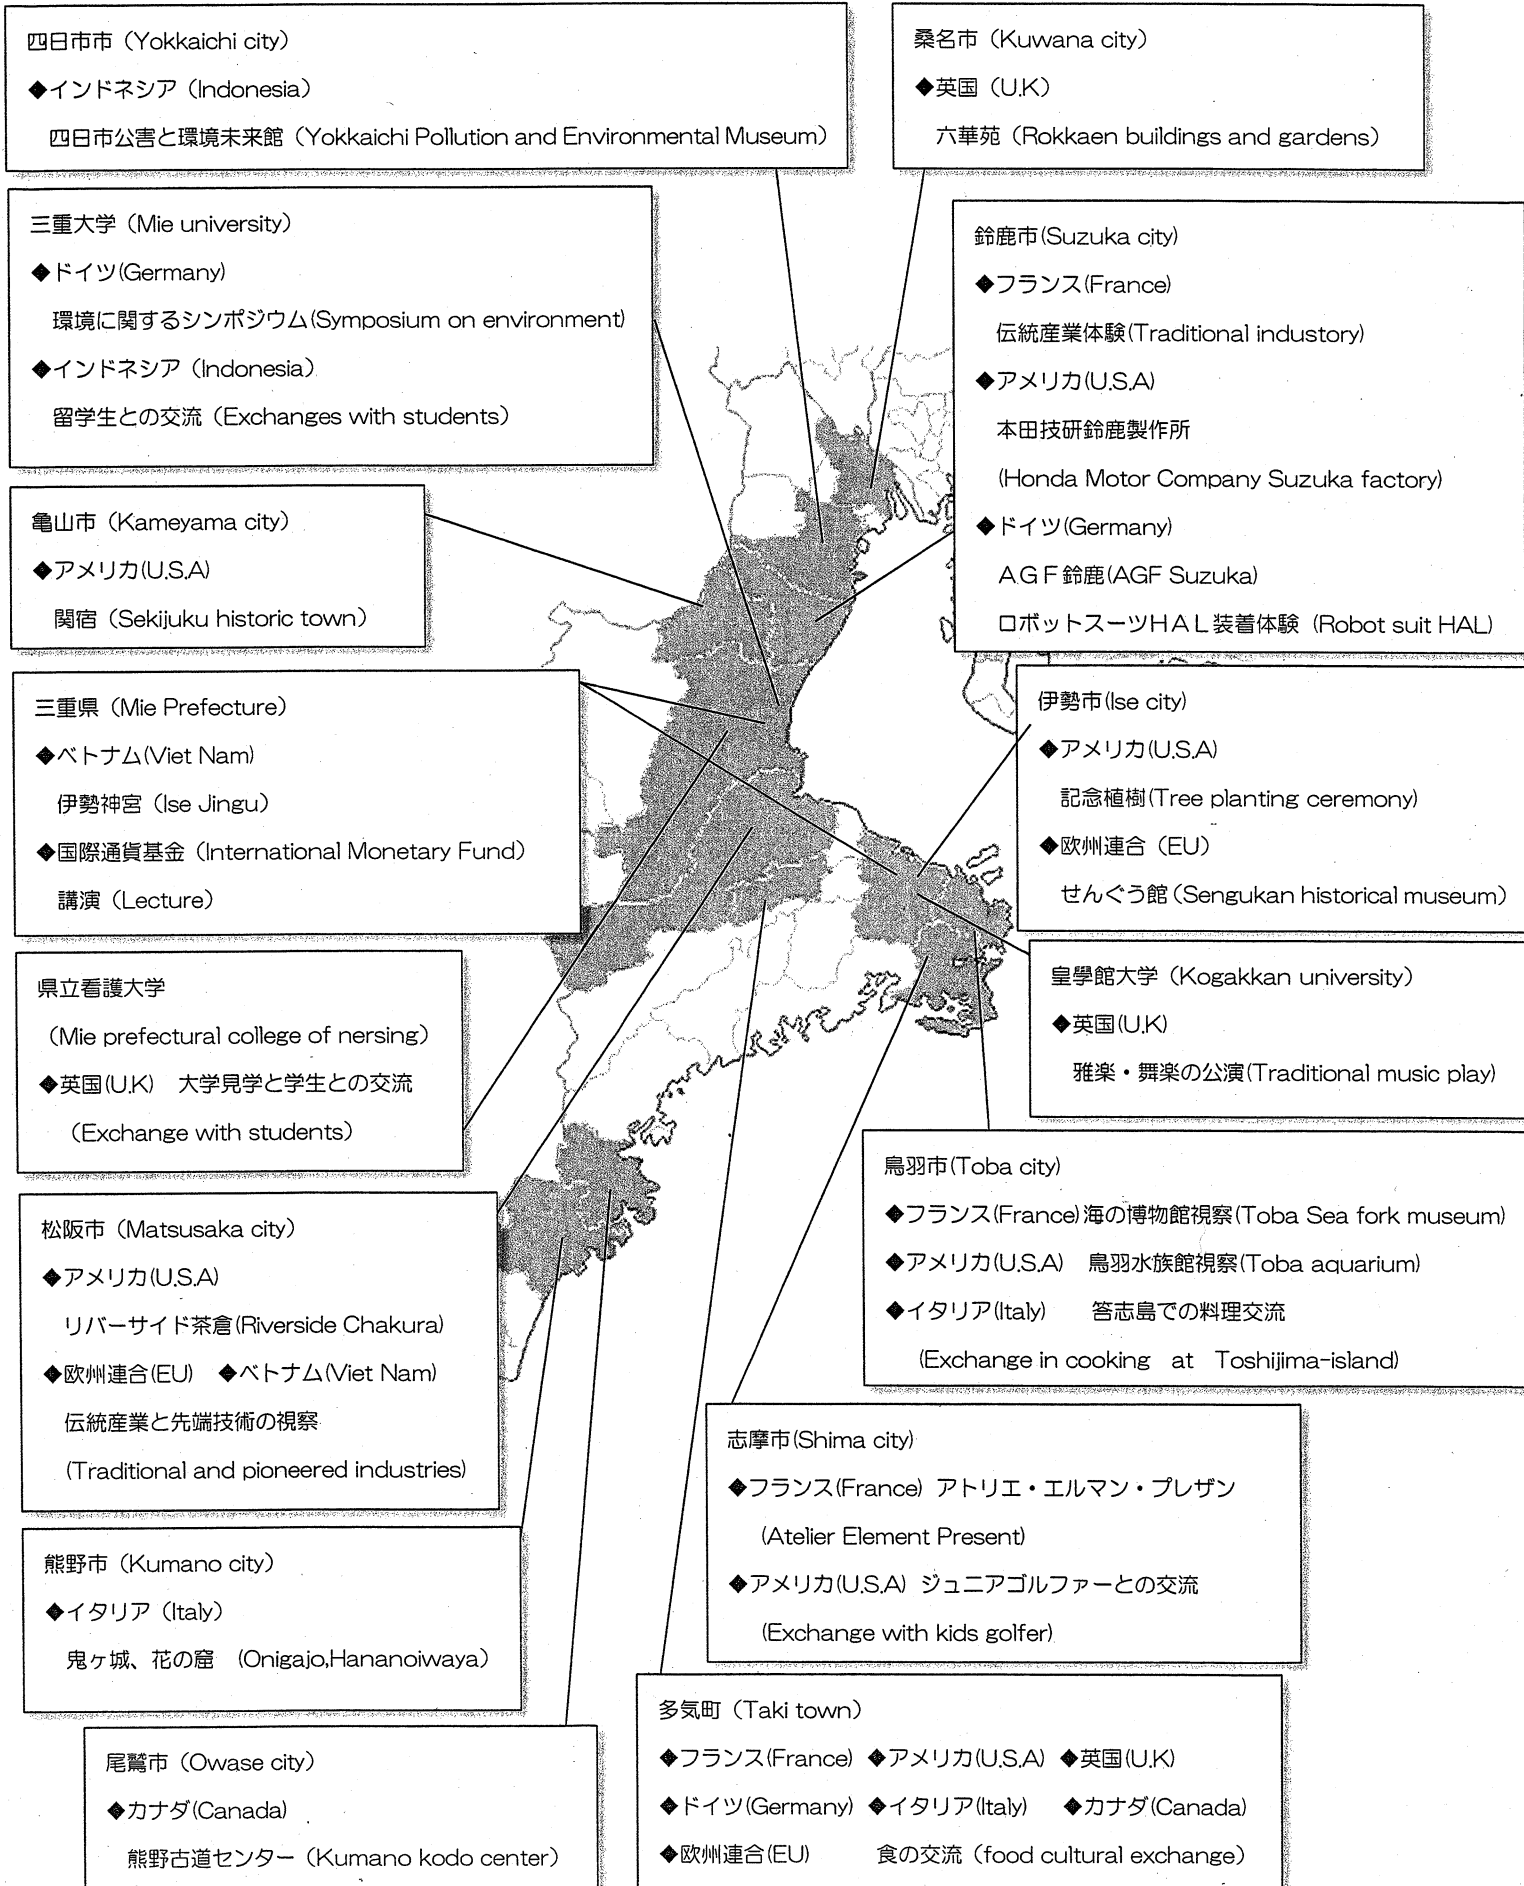 四日市市（Yokkaichi city）
◆インドネシア（Indonesia）
四日市公害と環境未来館（Yokkaichi Pollution and Environmental Museum）
桑名市（Kuwana city）
◆英国（U.K）
六華苑（Rokkaen buildings and gardens）
三重大学（Mie university）
◆ドイツ(Germany)
環境に関するシンポジウム(Symposium on environment)
◆インドネシア（Indonesia）
留学生との交流（Exchanges with students）
鈴鹿市(Suzuka city)
◆フランス(France)
伝統産業体験(Traditional industory)
◆アメリカ(U.S.A)
本田技研鈴鹿製作所
(Honda Motor Company Suzuka factory)
◆ドイツ(Germany)
ＡＧＦ鈴鹿(AGF Suzuka)
ロボットスーツＨＡＬ装着体験（Robot suit HAL）
亀山市（Kameyama city）
◆アメリカ(U.S.A)
関宿（Sekijuku historic town）
三重県（Mie Prefecture）
◆ベトナム(Viet Nam)
伊勢神宮（Ise Jingu）
◆国際通貨基金（International Monetary Fund）
講演（Lecture）
伊勢市(Ise city)
◆アメリカ(U.S.A)
記念植樹(Tree planting ceremony)
◆欧州連合（EU）
せんぐう館(Sengukan historical museum)
県立看護大学
（Mie prefectural college of nersing）
◆英国(U.K)　大学見学と学生との交流
（Exchange with students）
皇學館大学（Kogakkan university）
◆英国(U.K)
雅楽・舞楽の公演(Traditional music play)
松阪市（Matsusaka city）
◆アメリカ(U.S.A)
リバーサイド茶倉(Riverside Chakura)
◆欧州連合(EU)　◆ベトナム(Viet Nam)
伝統産業と先端技術の視察
(Traditional and pioneered industries)
鳥羽市(Toba city)
◆フランス(France)海の博物館視察(Toba Sea fork museum)
◆アメリカ(U.S.A)　鳥羽水族館視察(Toba aquarium)
◆イタリア(Italy)　答志島での料理交流
(Exchange in cooking　at　Toshijima-island)
志摩市(Shima city)
◆フランス(France) アトリエ・エルマン・プレザン
(Atelier Element Present)
◆アメリカ(U.S.A) ジュニアゴルファーとの交流
(Exchange with kids golfer)
熊野市（Kumano city）
◆イタリア（Italy）
鬼ヶ城、花の窟　(Onigajo,Hananoiwaya）
尾鷲市（Owase city）
◆カナダ(Canada)
熊野古道センター（Kumano kodo center）
多気町（Taki town）
◆フランス(France) ◆アメリカ(U.S.A) ◆英国(U.K)
◆ドイツ(Germany) ◆イタリア(Italy)　◆カナダ(Canada)
◆欧州連合(EU)　食の交流（food cultural exchange）